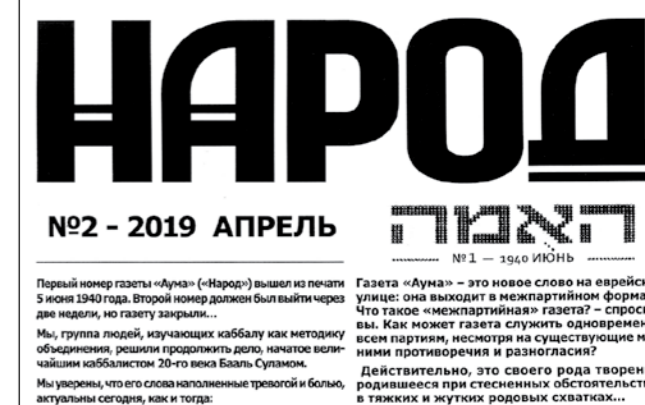 НАРОД
№2 - 2019 АПРЕЛЬ
Первый номер газеты «Аума» («Народ») вышел из печати
5 июня 1940 года. Второй номер должен был выйти через
две недели, но газету закрыли...
Мы, группа людей, изучающих каббалу как методику
объединения, решили продолжить дело, начатое вели-
чайшим каббалистом 20-го века Бааль Суламом.
Мы уверены, что его слова наполненные тревогой и болью,
актуальны сегодня, как и тогда:
האֻמה
№1 — 1940 ИЮНЬ
Газета «Аума» – это новое слово на еврейс
улице: она выходит в межпартийном форма
Что такое «межпартийная» газета? – спрос
вы. Как может газета служить одновремен
всем партиям, несмотря на существующие м
ними противоречия и разногласия?
Действительно, это своего рода творен
родившееся при стесненных обстоятельст
в тяжких и жутких родовых схватках...